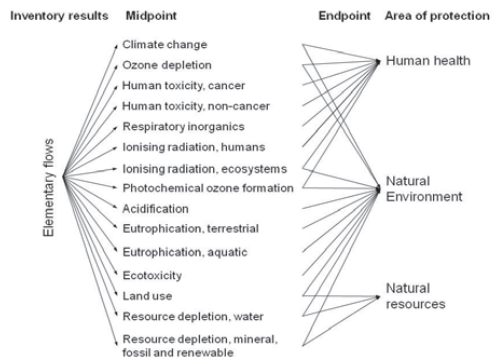 Inventory results Midpoint Endpoint Area of protection
Climate change
Ozone depletion
Human toxicity, cancer
Human toxicity, non-cancer
Respiratory inorganics
Ionising radiation, humans
Ionising radiation, ecosystems
Photochemical ozone formation
Acidification
Eutrophication, terrestrial
Eutrophication, aquatic
Ecotoxicity
Land use
Resource depletion, water
Resource depletion, mineral,
fossil and renewable
Elementary flows
Human health
Natural
Environment
Natural
resources